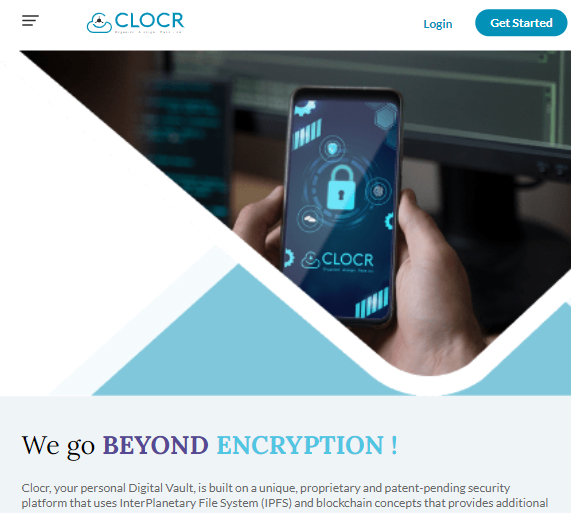 CLOCR
Login
Get Started
CLOCR
We go BEYOND ENCRYPTION !
Clocr, your personal Digital Vault, is built on a unique, proprietary and patent-pending security
platform that uses InterPlanetary File System (IPFS) and blockchain concepts that provides additional